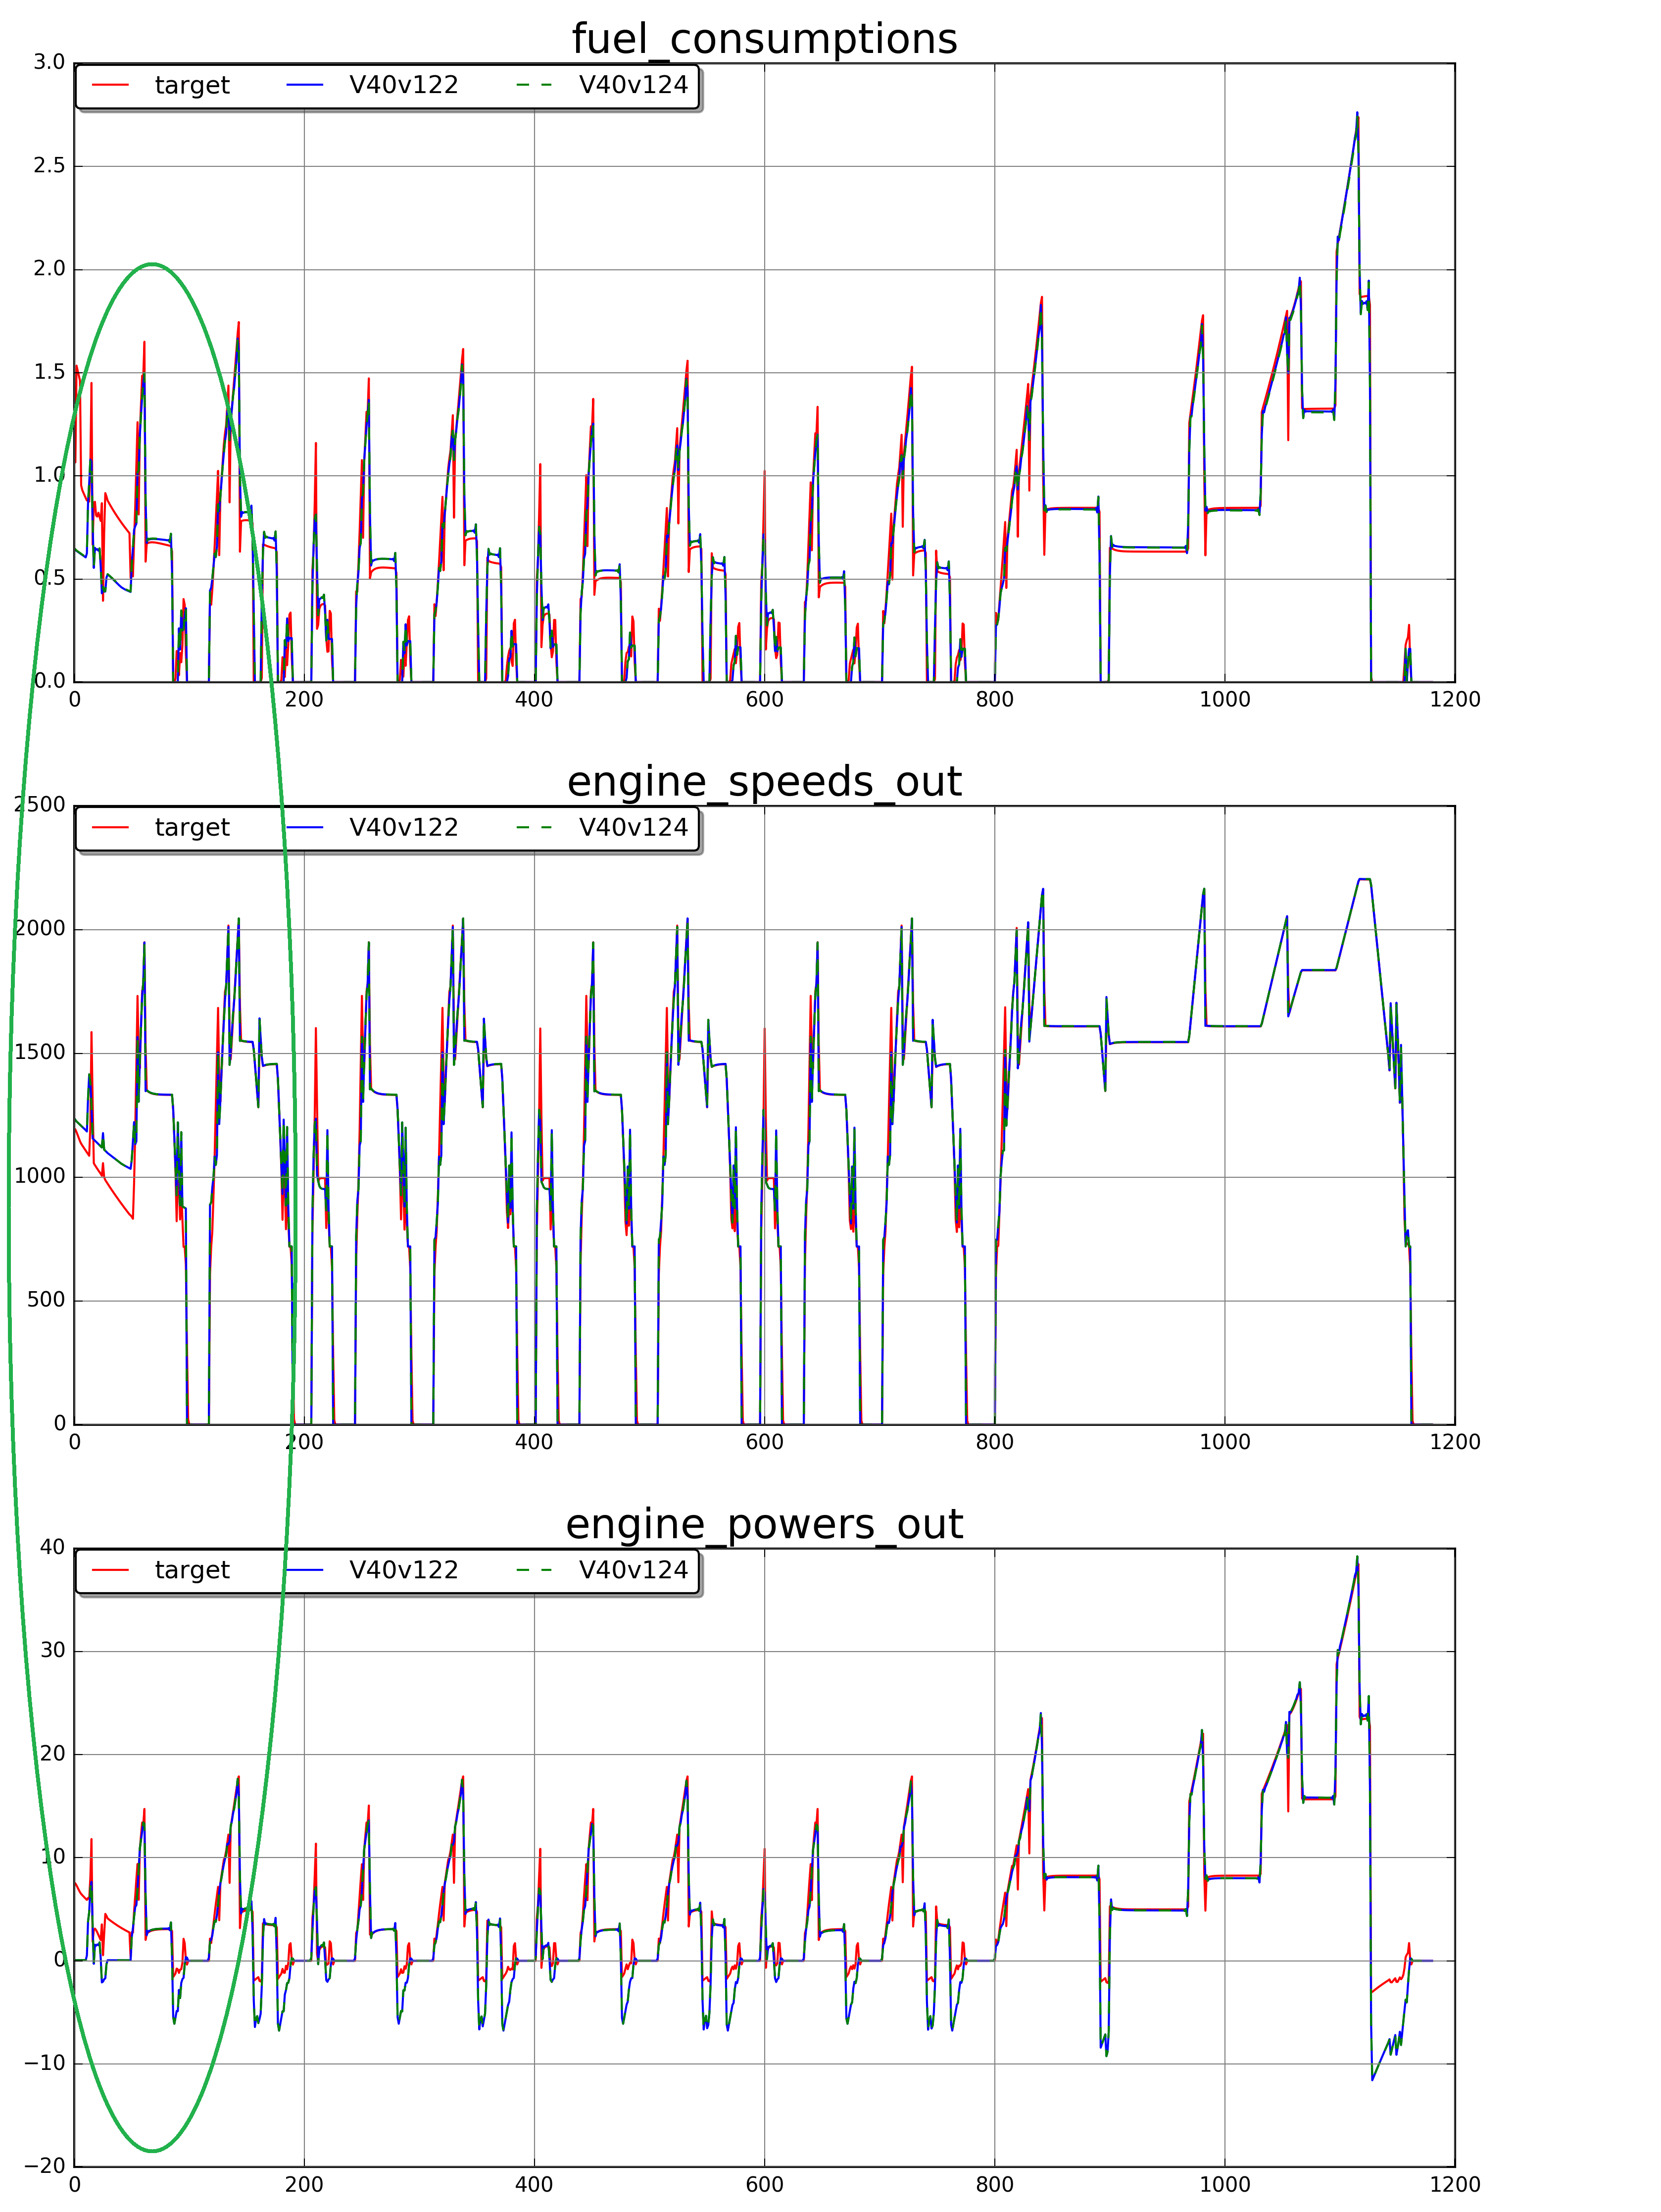 fuel_consumptions
3.0
target V40v122 V40v124
2.5
2.0
1.5
1.0
0.5
0.0
0 200 400 600 800 1000 1200
engine_speeds_out
2500
target V40v122 V40v124
2000
1500
1000
500
0
0 200 400 600 800 1000 1200
engine_powers_out
40
target V40v122 V40v124
30
20
10
0
−10
−20
0 200 400 600 800 1000 1200